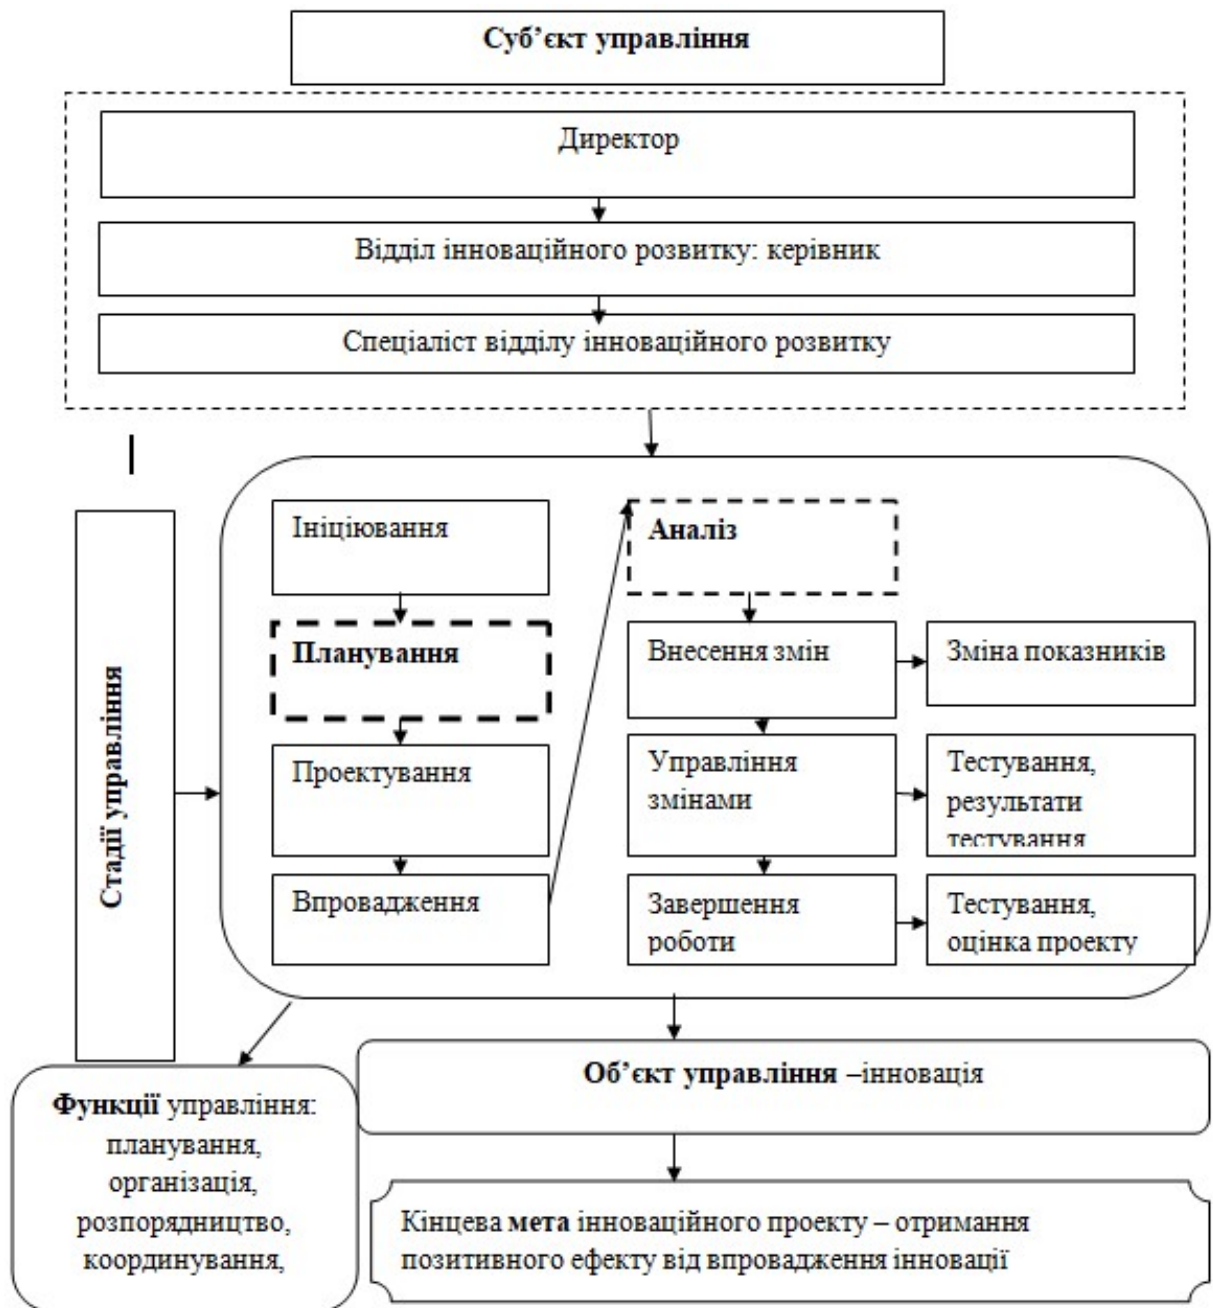 Суб’єкт управління
Директор
Відділ інноваційного розвитку: керівник
Спеціаліст відділу інноваційного розвитку
Стадії управління
Ініціювання
Планування
Проектування
Впровадження
Аналіз
Внесення змін
Зміна показників
Управління
змінами
Тестування,
результати
тестування
Завершення
роботи
Тестування,
оцінка проекту
Об’єкт управління –інновація
Функції управління:
планування,
організація,
розпорядництво,
координування,
Кінцева мета інноваційного проекту – отримання
позитивного ефекту від впровадження інновації